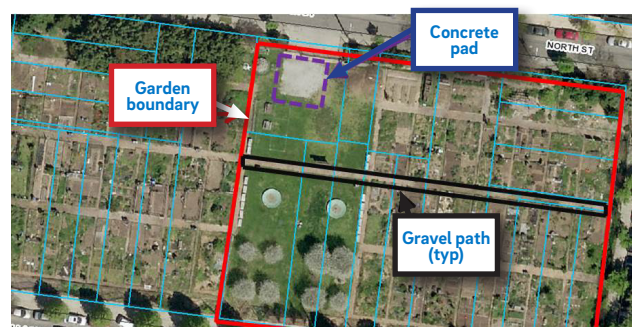 Concrete
pad
NORTH ST
Garden
boundary
Gravel path
(typ)